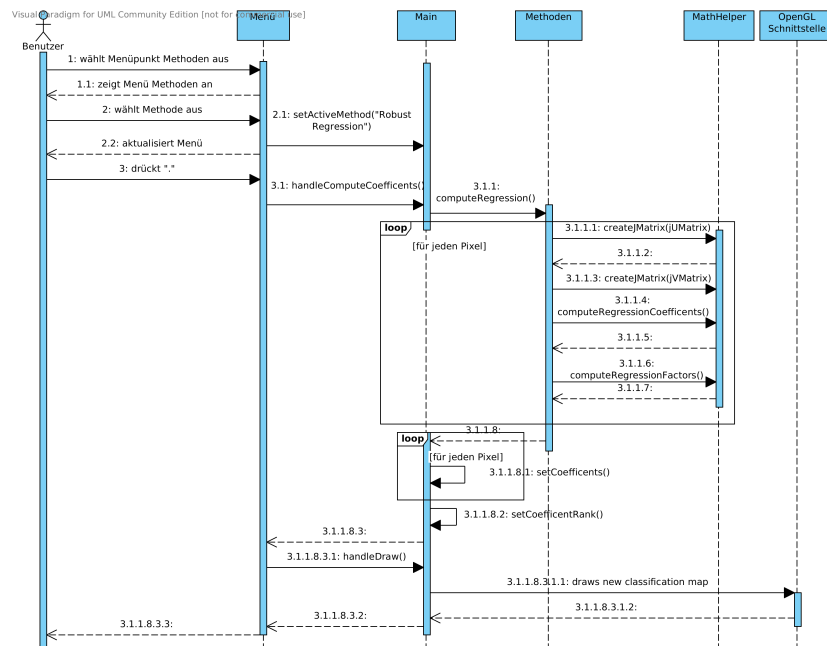 Visual Paradigm for UML Community Edition [not for commercial use]
Benutzer
Menü
Main
Methoden
MathHelper
OpenGL
Schnittstelle
1: wählt Menüpunkt Methoden aus
1.1: zeigt Menü Methoden an
2: wählt Methode aus
2.1: setActiveMethod("Robust
Regression")
2.2: aktualisiert Menü
3: drückt "."
3.1: handleComputeCoefficents()
3.1.1:
computeRegression()
loop
[für jeden Pixel]
3.1.1.1: createJMatrix(jUMatrix)
3.1.1.2:
3.1.1.3: createJMatrix(jVMatrix)
3.1.1.4:
computeRegressionCoefficents()
3.1.1.5:
3.1.1.6:
computeRegressionFactors()
3.1.1.7:
3.1.1.8:
loop
[für jeden Pixel]
3.1.1.8.1: setCoefficents()
3.1.1.8.2: setCoefficentRank()
3.1.1.8.3:
3.1.1.8.3.1: handleDraw()
3.1.1.8.3.1.1: draws new classification map
3.1.1.8.3.1.2:
3.1.1.8.3.2:
3.1.1.8.3.3: